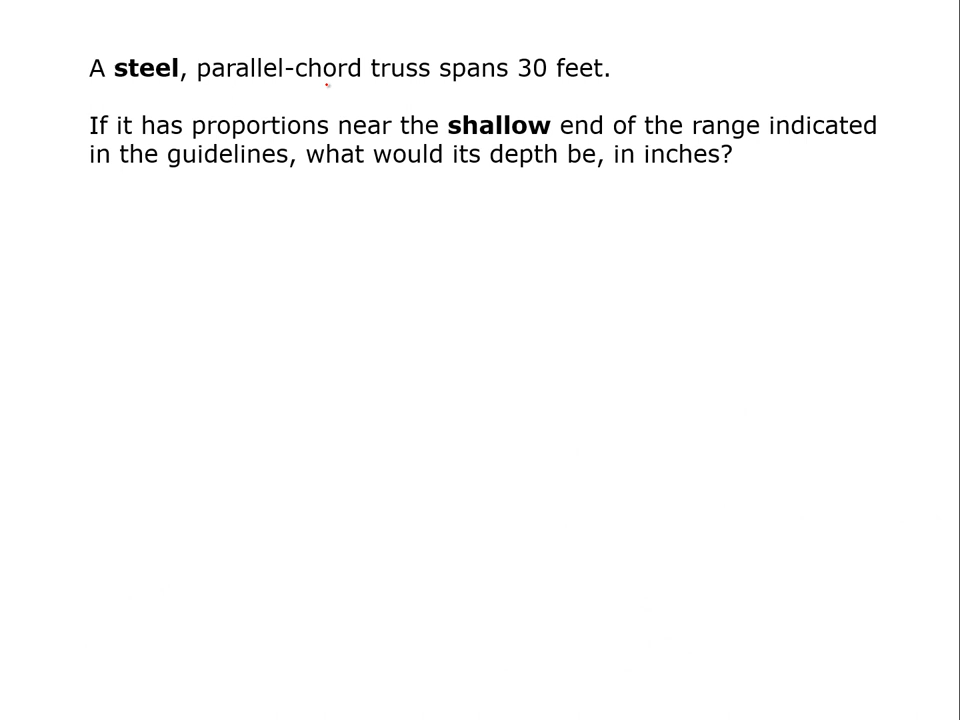 A steel, parallel-chord truss spans 30 feet.
If it has proportions near the shallow end of the range indicated
in the guidelines, what would its depth be, in inches?